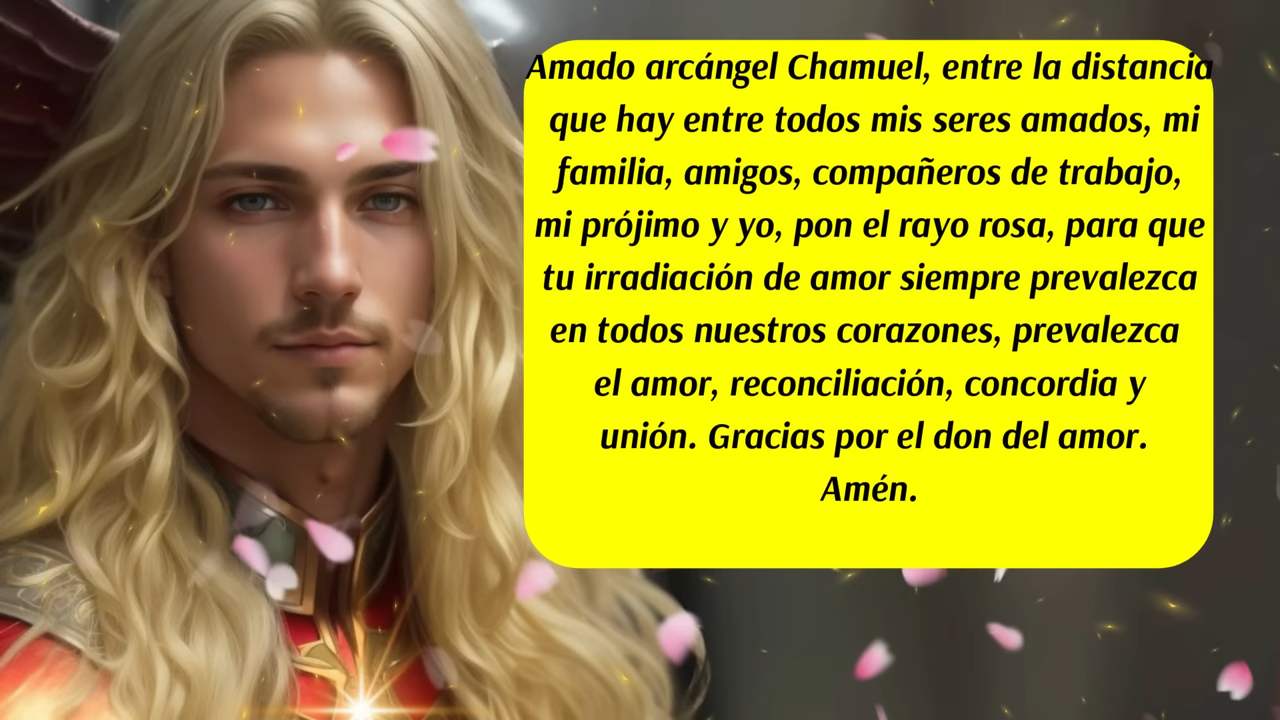 Amado arcángel Chamuel, entre la distancia
que hay entre todos mis seres amados, mi
familia, amigos, compañeros de trabajo,
mi prójimo y yo, pon el rayo rosa, para que
tu irradiación de amor siempre prevalezca
en todos nuestros corazones, prevalezca
el amor, reconciliación, concordia y
unión. Gracias por el don del amor.
Amén.